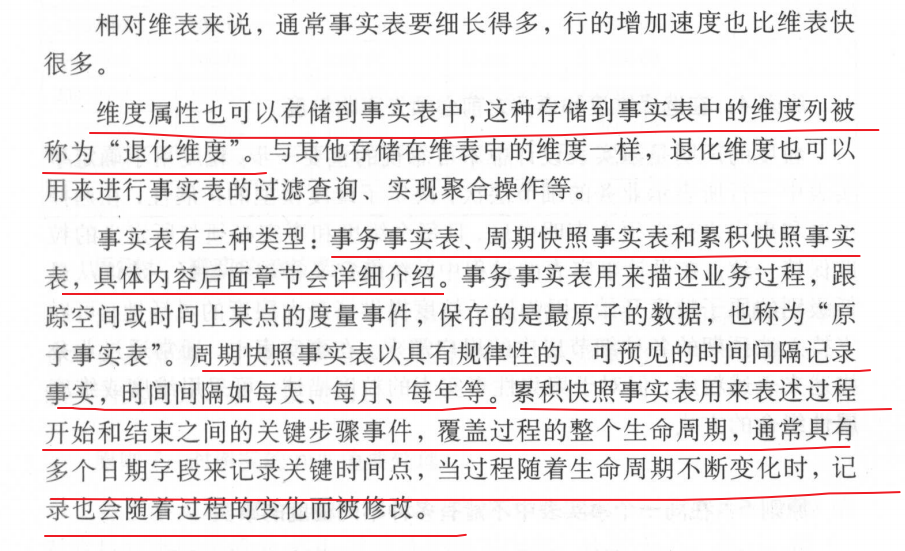 相对维表来说，通常事实表要细长得多，行的增加速度也比维表快
很多。
维度属性也可以存储到事实表中，这种存储到事实表中的维度列被
称为“退化维度”。与其他存储在维表中的维度一样，退化维度也可以
用来进行事实表的过滤查询、实现聚合操作等。
事实表有三种类型：事务事实表、周期快照事实表和累积快照事实
表，具体内容后面章节会详细介绍。事务事实表用来描述业务过程，跟
踪空间或时间上某点的度量事件，保存的是最原子的数据，也称为“原
子事实表”。周期快照事实表以具有规律性的、可预见的时间间隔记录
事实，时间间隔如每天、每月、每年等。累积快照事实表用来表述过程
开始和结束之间的关键步骤事件，覆盖过程的整个生命周期，通常具有
多个日期字段来记录关键时间点，当过程随着生命周期不断变化时，记
录也会随着过程的变化而被修改。